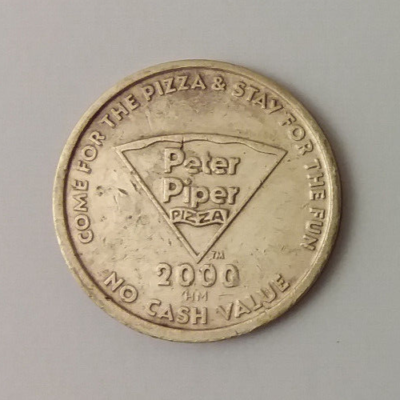 COME FOR THE PIZZA & STAY FOR THE FUN
Peter
Piper
PIZZA
TM
2000
HM
NO CASH VALUE